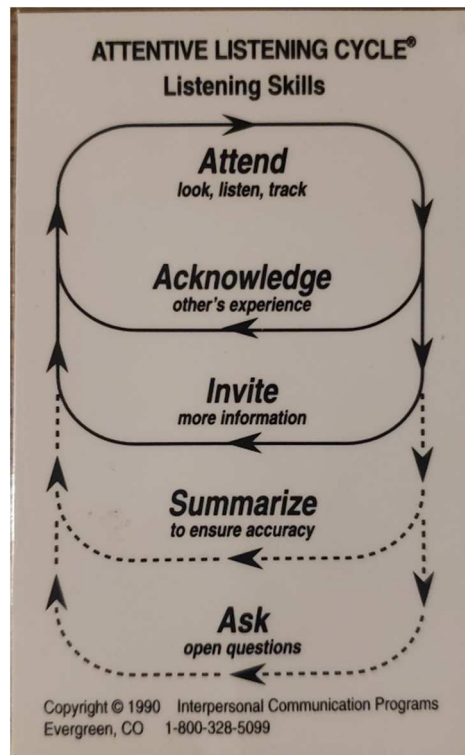 ATTENTIVE LISTENING CYCLE®
Listening Skills
Attend
look, listen, track
Acknowledge
other's experience
Invite
more information
Summarize
to ensure accuracy
Ask
open questions
Copyright © 1990 Interpersonal Communication Programs
Evergreen, CO 1-800-328-5099